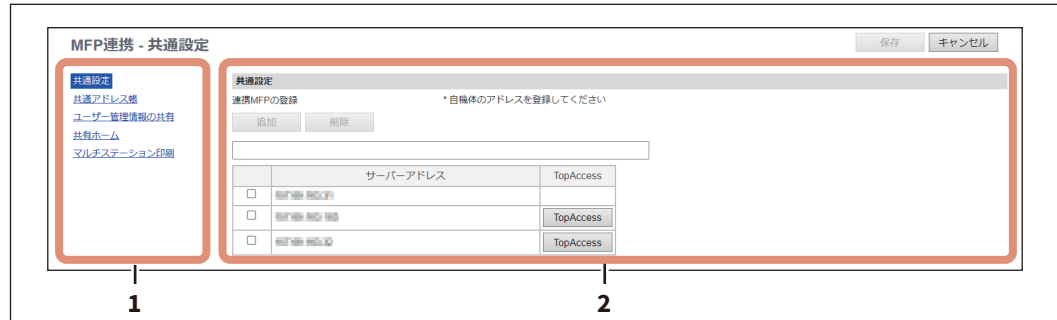 MFP連携 - 共通設定
保存 キャンセル
共通設定
共通アドレス帳
ユーザー管理情報の共有
共有ホーム
マルチステーション印刷
共通設定
連携MFPの登録 * 自機体のアドレスを登録してください
追加 削除
サーバーアドレス TopAccess
TopAccess
TopAccess
1 2